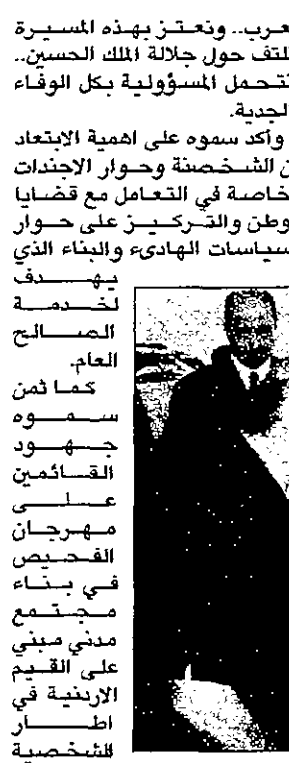 عرب.. ونعتز بهذه المسيرة
لتف حول جلالة الملك الحسين..
تتحمل المسؤولية بكل الوفاء
الجدية.
وأكد سموه على اهمية الابتعاد
ن الشخصنة وحوار الاجندات
خاصة في التعامل مع قضايا
وطن والتركيز على حوار
سياسات الهادىء والبناء الذي
يهدف
لخدمة
الصالح
العام.
كما ثمن
سموه
جهود
القائمين
على
مهرجان
الفحيص
في بناء
مجتمع
مدني مبني
على القيم
الاردنية في
اطار
الشخصية